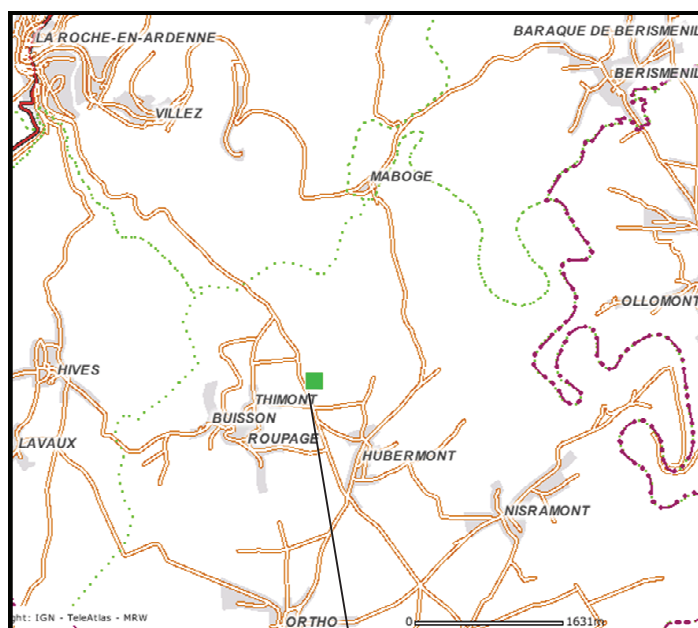 LA ROCHE-EN-ARDENNE
BARAQUE DE BERISMENIL
BERISMENIL
VILLEZ
MABOGE
OLLOMONT
HIVES
THIMONT
BUISSON
LAVAUX
ROUPAGE
HUBERMONT
NISRAMONT
ght: IGN - TeleAtlas - MRW
ORTHO
0
1631m